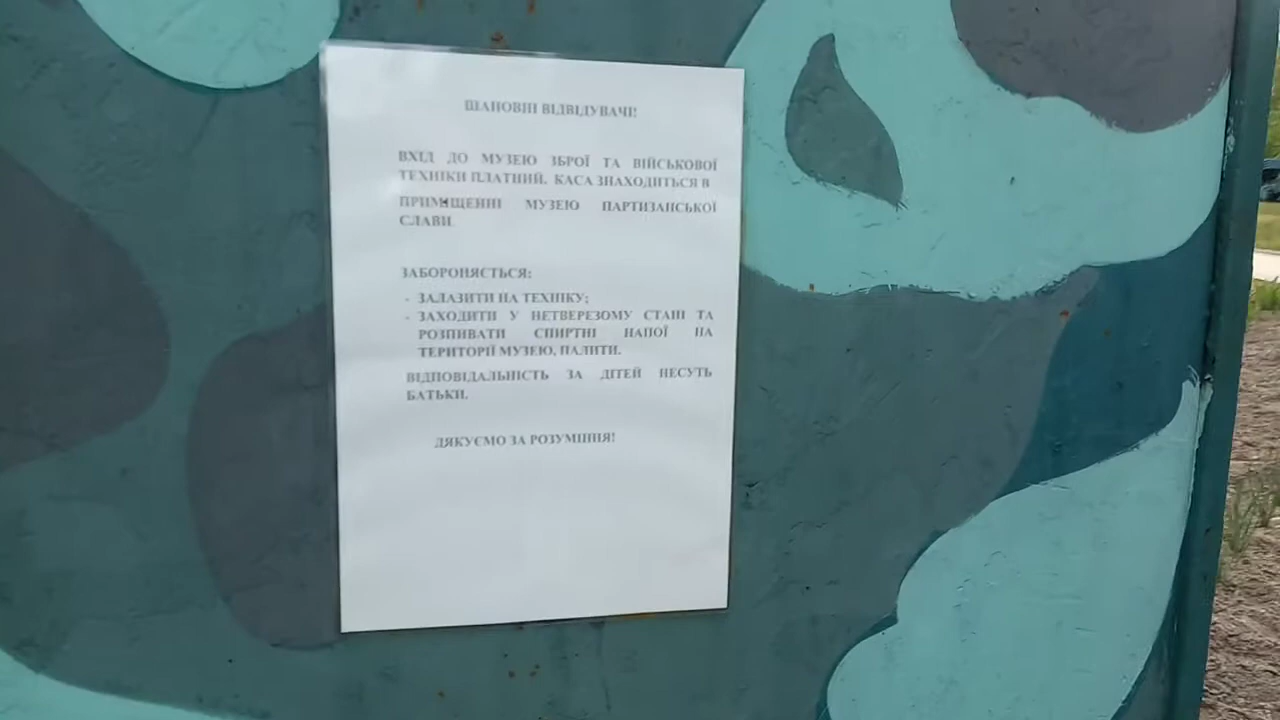 ШАНОВНІ ВІДВІДУВАЧІ!
ВХІД ДО МУЗЕЮ ЗБРОЇ ТА ВІЙСЬКОВОЇ
ТЕХНІКИ ПЛАТНИЙ. КАСА ЗНАХОДИТЬСЯ В
ПРИМІЩЕННІ МУЗЕЮ ПАРТИЗАНСЬКОЇ
СЛАВИ.
ЗАБОРОНЯЄТЬСЯ:
- ЗАЛАЗИТИ НА ТЕХНІКУ;
- ЗАХОДИТИ У НЕТВЕРЕЗОМУ СТАНІ ТА
РОЗПИВАТИ СПИРТНІ НАПОЇ НА
ТЕРИТОРІЇ МУЗЕЮ, ПАЛИТИ.
ВІДПОВІДАЛЬНІСТЬ ЗА ДІТЕЙ НЕСУТЬ
БАТЬКИ.
ДЯКУЄМО ЗА РОЗУМІННЯ!